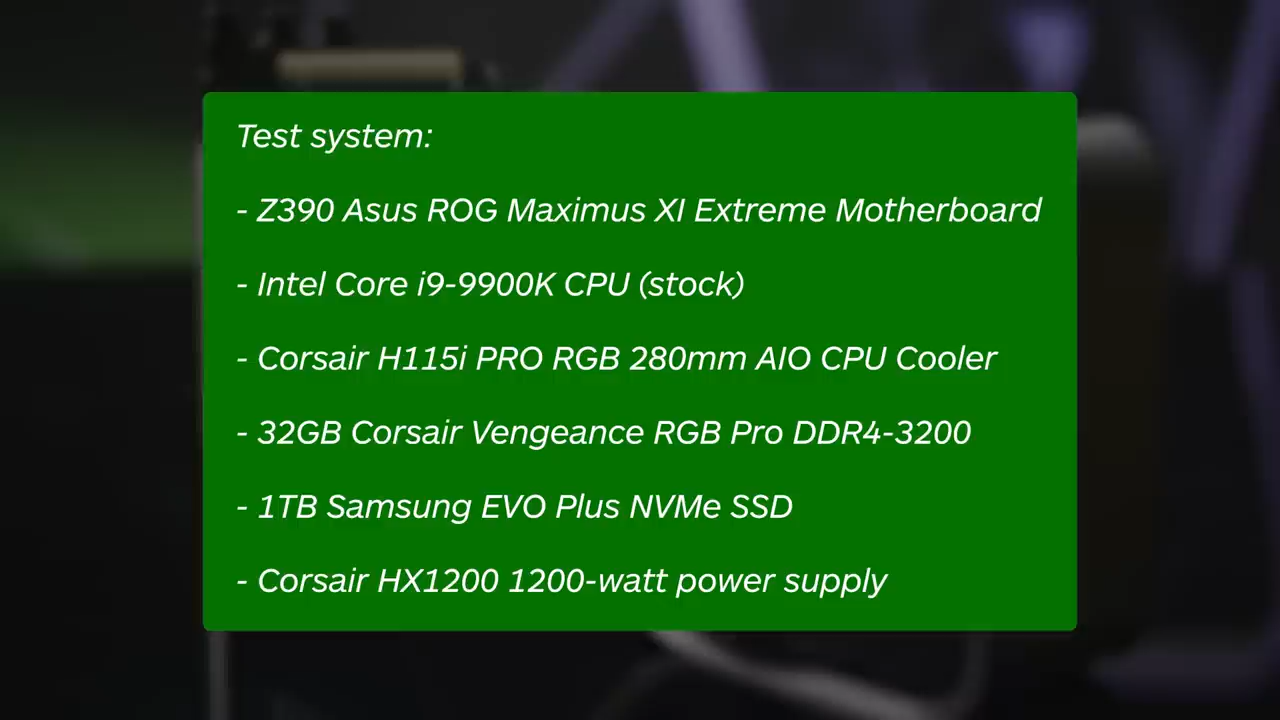 Test system:
- Z390 Asus ROG Maximus XI Extreme Motherboard
- Intel Core i9-9900K CPU (stock)
- Corsair H115i PRO RGB 280mm AIO CPU Cooler
- 32GB Corsair Vengeance RGB Pro DDR4-3200
- 1TB Samsung EVO Plus NVMe SSD
- Corsair HX1200 1200-watt power supply